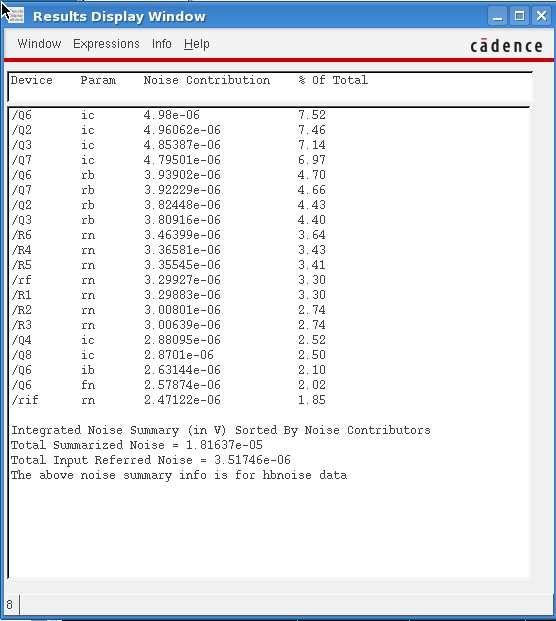 Results Display Window
Window Expressions Info Help
cādence
Device Param Noise Contribution % Of Total
/Q6 ic 4.98e-06 7.52
/Q2 ic 4.96062e-06 7.46
/Q3 ic 4.85387e-06 7.14
/Q7 ic 4.79501e-06 6.97
/Q6 rb 3.93902e-06 4.70
/Q7 rb 3.92229e-06 4.66
/Q2 rb 3.82448e-06 4.43
/Q3 rb 3.80916e-06 4.40
/R6 rn 3.46399e-06 3.64
/R4 rn 3.36581e-06 3.43
/R5 rn 3.35545e-06 3.41
/rf rn 3.29927e-06 3.30
/R1 rn 3.29883e-06 3.30
/R2 rn 3.00801e-06 2.74
/R3 rn 3.00639e-06 2.74
/Q4 ic 2.88095e-06 2.52
/Q8 ic 2.8701e-06 2.50
/Q6 ib 2.63144e-06 2.10
/Q6 fn 2.57874e-06 2.02
/rif rn 2.47122e-06 1.85
Integrated Noise Summary (in V) Sorted By Noise Contributors
Total Summarized Noise = 1.81637e-05
Total Input Referred Noise = 3.51746e-06
The above noise summary info is for hbnoise data
8